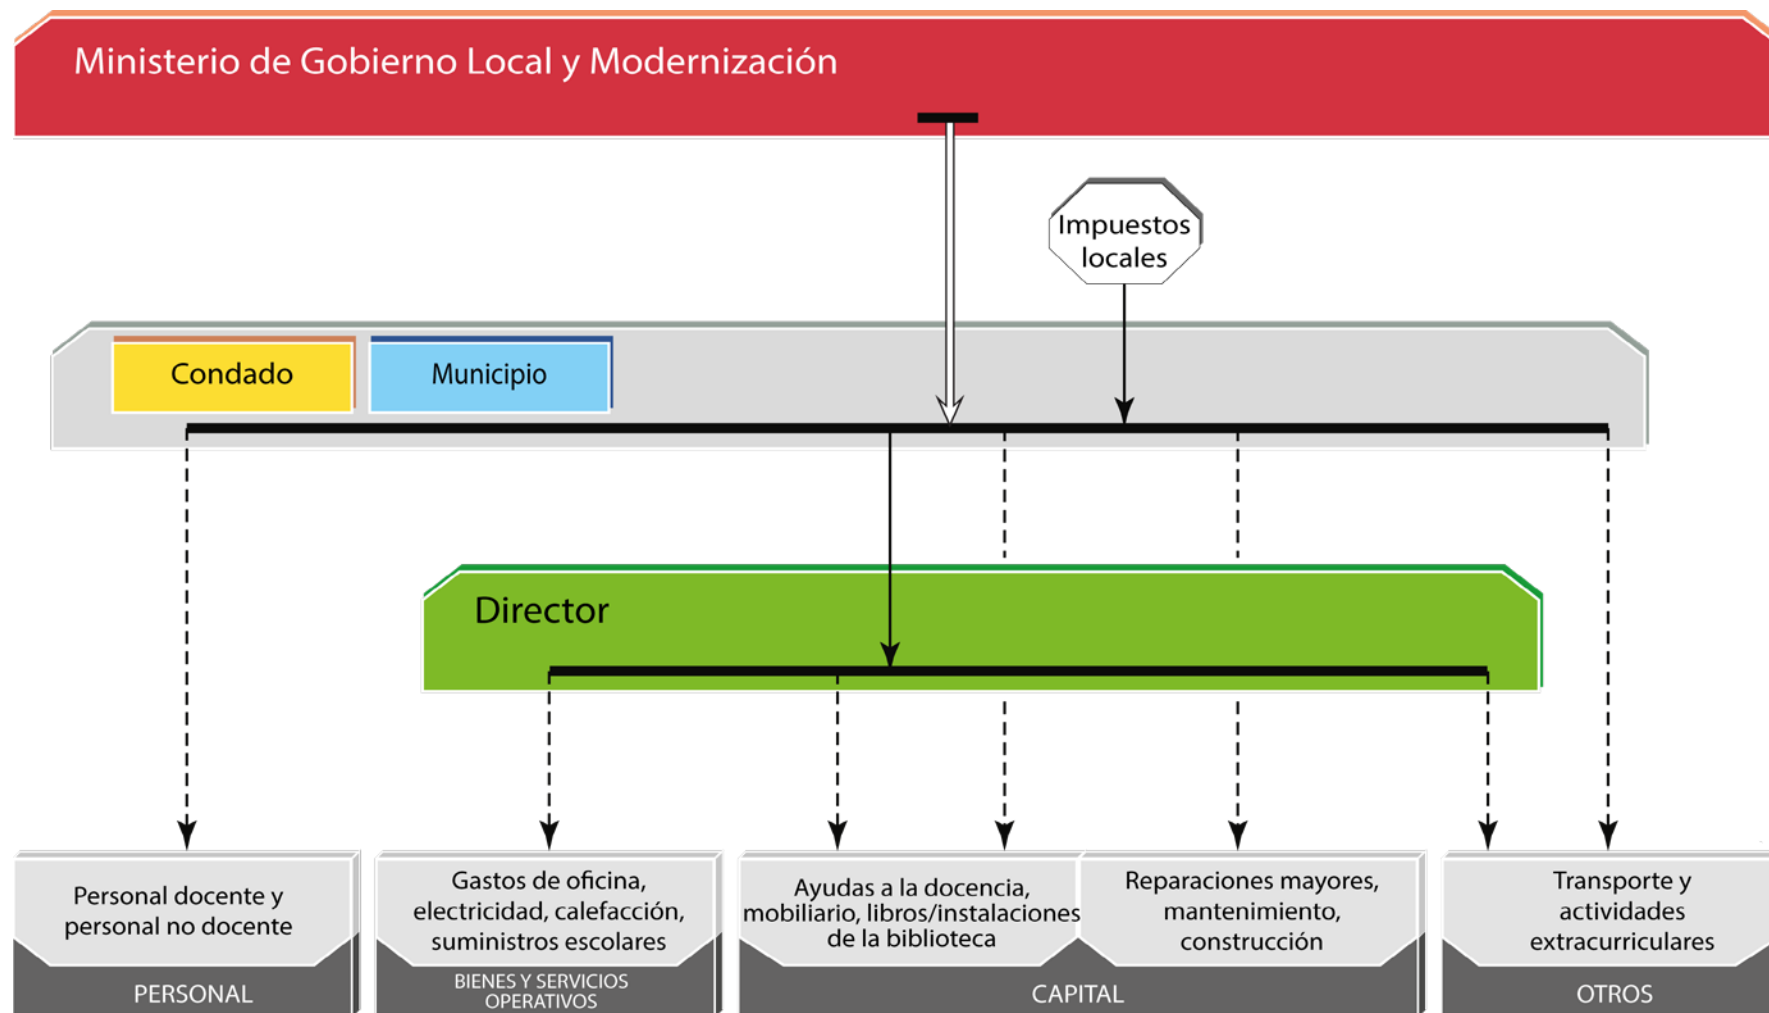 Ministerio de Gobierno Local y Modernización
Impuestos
locales
Condado
Municipio
Director
Personal docente y
personal no docente
PERSONAL
Gastos de oficina,
electricidad, calefacción,
suministros escolares
BIENES Y SERVICIOS
OPERATIVOS
Ayudas a la docencia,
mobiliario, libros/instalaciones
de la biblioteca
Reparaciones mayores,
mantenimiento,
construcción
CAPITAL
Transporte y
actividades
extracurriculares
OTROS